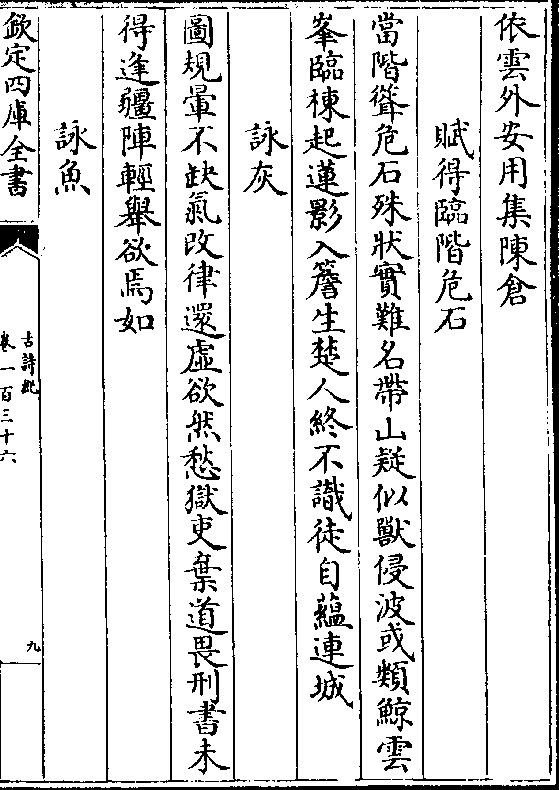 依雲外安用集陳倉
賦得臨階危石
當階聳危石殊狀實難名帶山疑似獸侵波或類鯨雲
峯臨棟起蓮影入簷生楚人終不識徒自蘊連城
詠灰
圖規暈不缺氣改律還虛欲然愁獄吏棄道畏刑書未
得逢疆陣輕舉欲焉如
詠魚
欽定四庫全書
古詩紀
卷一百三十六
九